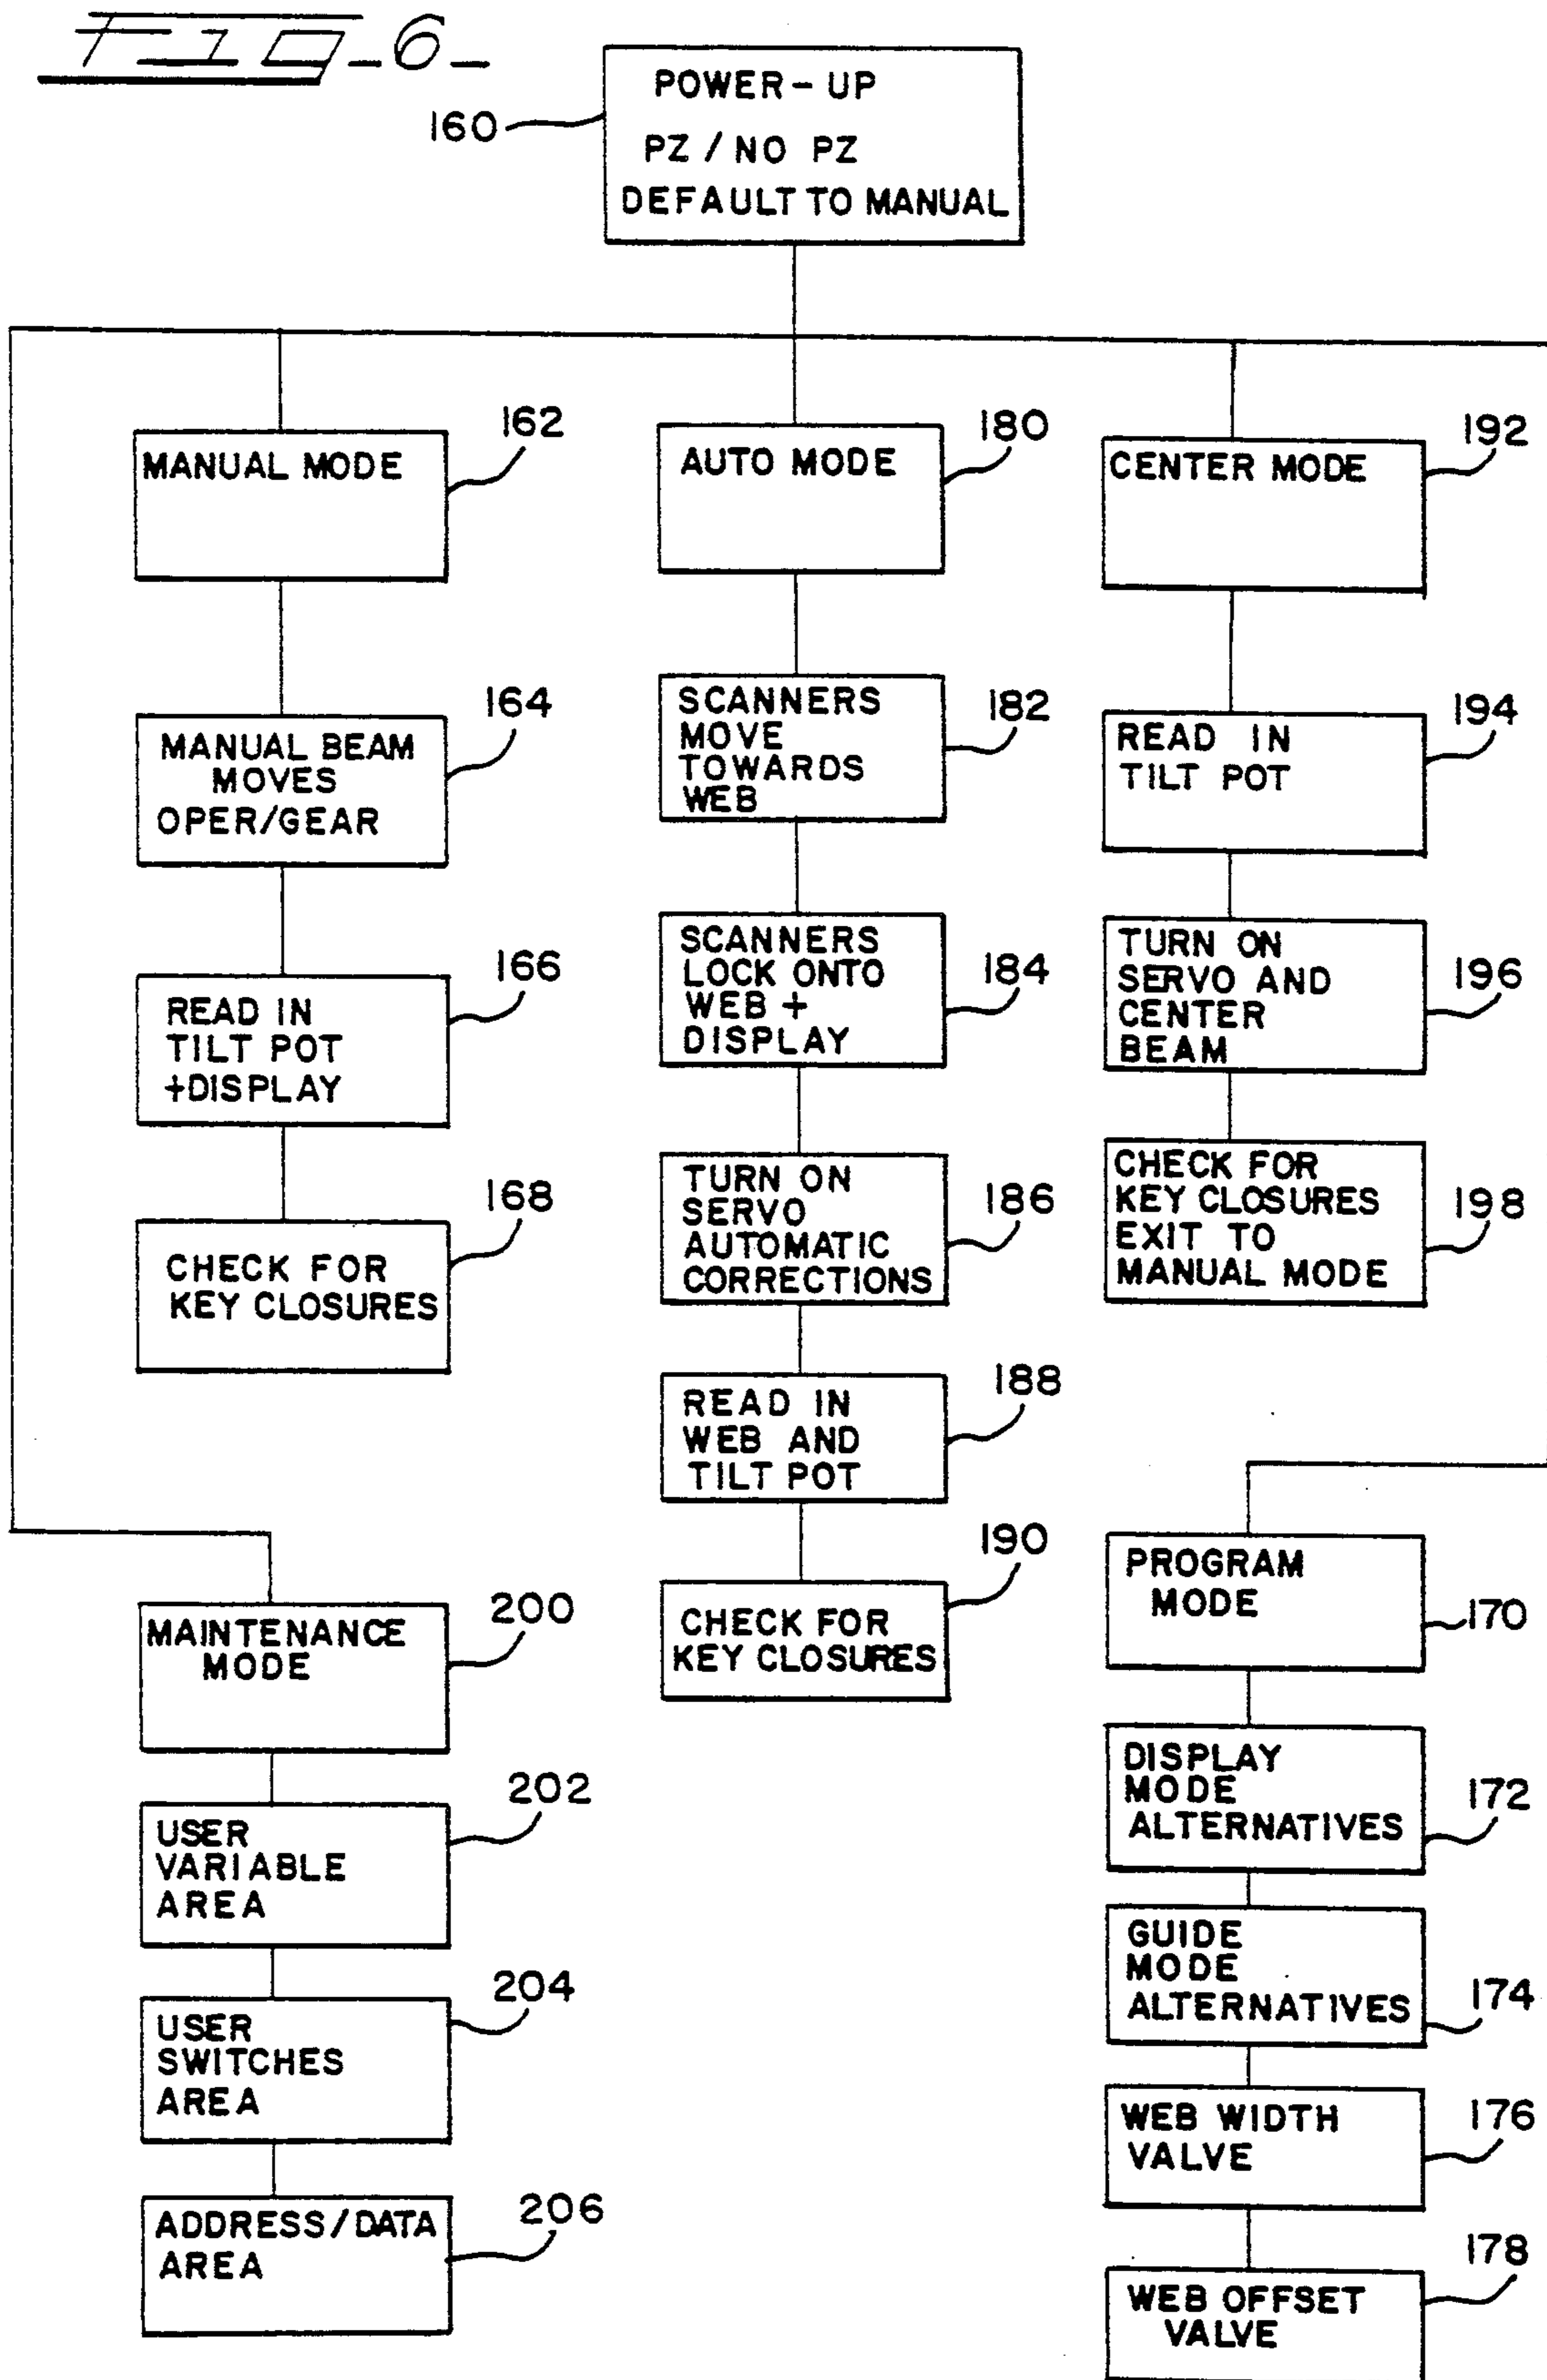 Fig-6-
POWER-UP
PZ/NO PZ
DEFAULT TO MANUAL
160
MANUAL MODE
162
MANUAL BEAM
MOVES
OPER/GEAR
164
READ IN
TILT POT
+DISPLAY
166
CHECK FOR
KEY CLOSURES
168
AUTO MODE
180
SCANNERS
MOVE
TOWARDS
WEB
182
SCANNERS
LOCK ONTO
WEB +
DISPLAY
184
TURN ON
SERVO
AUTOMATIC
CORRECTIONS
186
READ IN
WEB AND
TILT POT
188
CHECK FOR
KEY CLOSURES
190
CENTER MODE
192
READ IN
TILT POT
194
TURN ON
SERVO AND
CENTER
BEAM
196
CHECK FOR
KEY CLOSURES
EXIT TO
MANUAL MODE
198
MAINTENANCE
MODE
200
USER
VARIABLE
AREA
202
USER
SWITCHES
AREA
204
ADDRESS/DATA
AREA
206
PROGRAM
MODE
170
DISPLAY
MODE
ALTERNATIVES
172
GUIDE
MODE
ALTERNATIVES
174
WEB WIDTH
VALVE
176
WEB OFFSET
VALVE
178